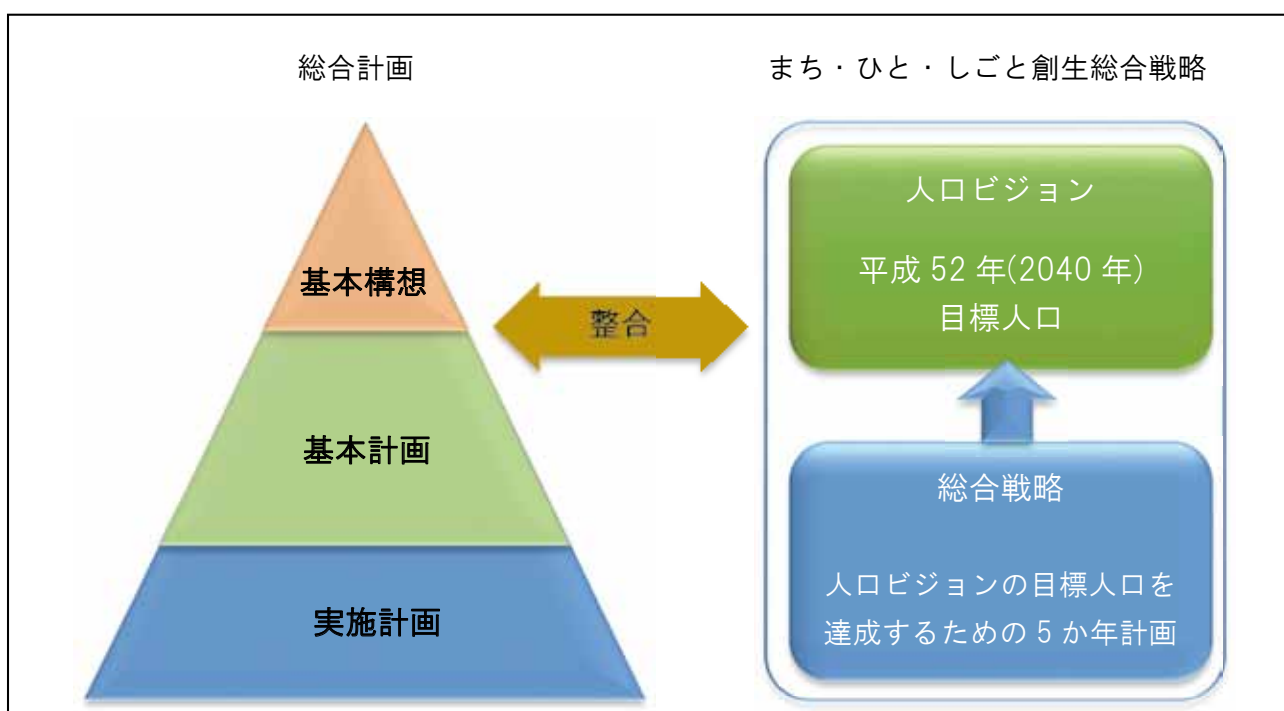 総合計画
まち・ひと・しごと創生総合戦略
基本構想
基本計画
実施計画
整合
人口ビジョン
平成 52 年(2040 年)
目標人口
総合戦略
人口ビジョンの目標人口を
達成するための 5 か年計画